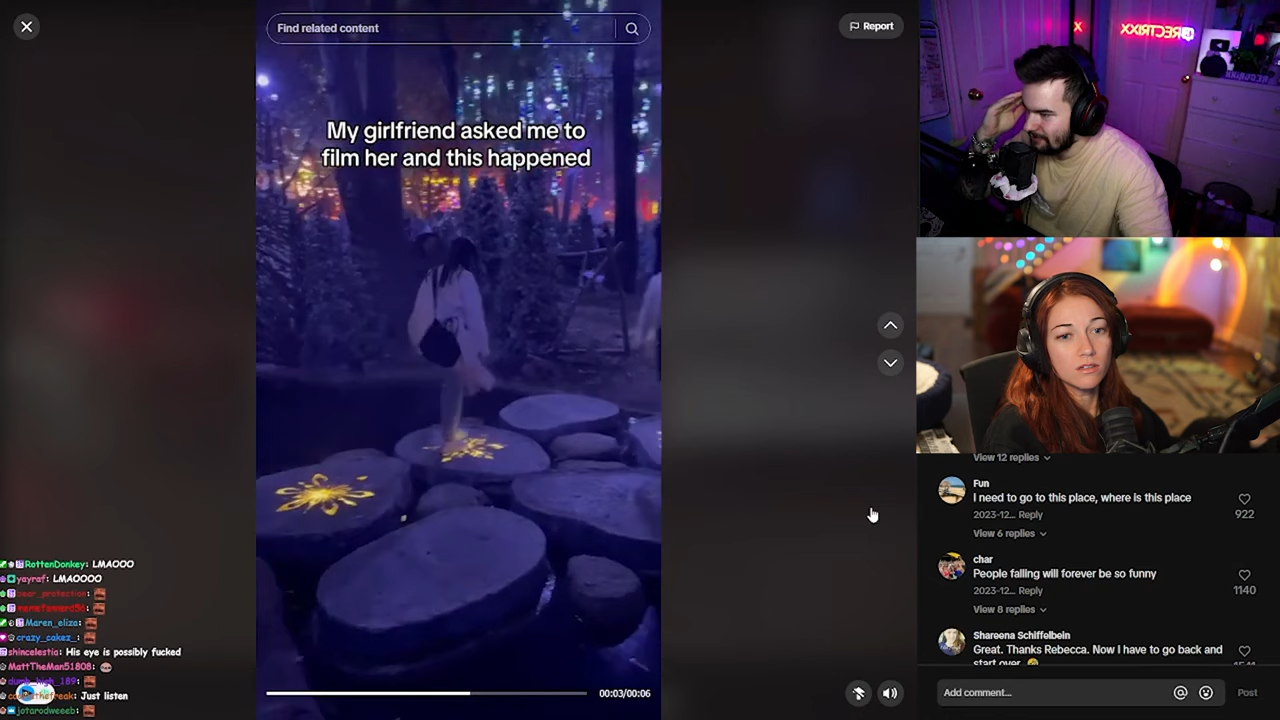 Find related content
Report
My girlfriend asked me to
film her and this happened
View 12 replies
Fun
I need to go to this place, where is this place
922
2023-12... Reply
View 6 replies
char
People falling will forever be so funny
1140
2023-12... Reply
View 8 replies
Shareena Schiffelbein
Great. Thanks Rebecca. Now I have to go back and
start over
00:03/00:06
Add comment...
Post
RottenDonkey: LMAOOO
yayraf: LMAOOOO
bear_protection:
Maren_eliza:
crazy_cakez_:
shincelestia: His eye is possibly fucked
MattTheMan51808:
Just listen
jotarodweeeb: